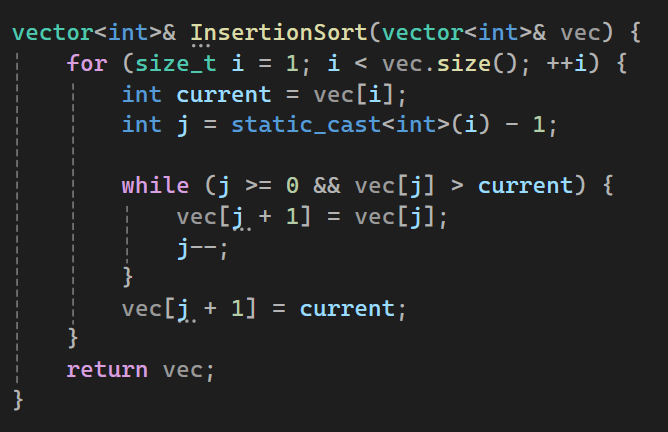 vector<int>& InsertionSort(vector<int>& vec) {
    for (size_t i = 1; i < vec.size(); ++i) {
        int current = vec[i];
        int j = static_cast<int>(i) - 1;

        while (j >= 0 && vec[j] > current) {
            vec[j + 1] = vec[j];
            j--;
        }
        vec[j + 1] = current;
    }
    return vec;
}